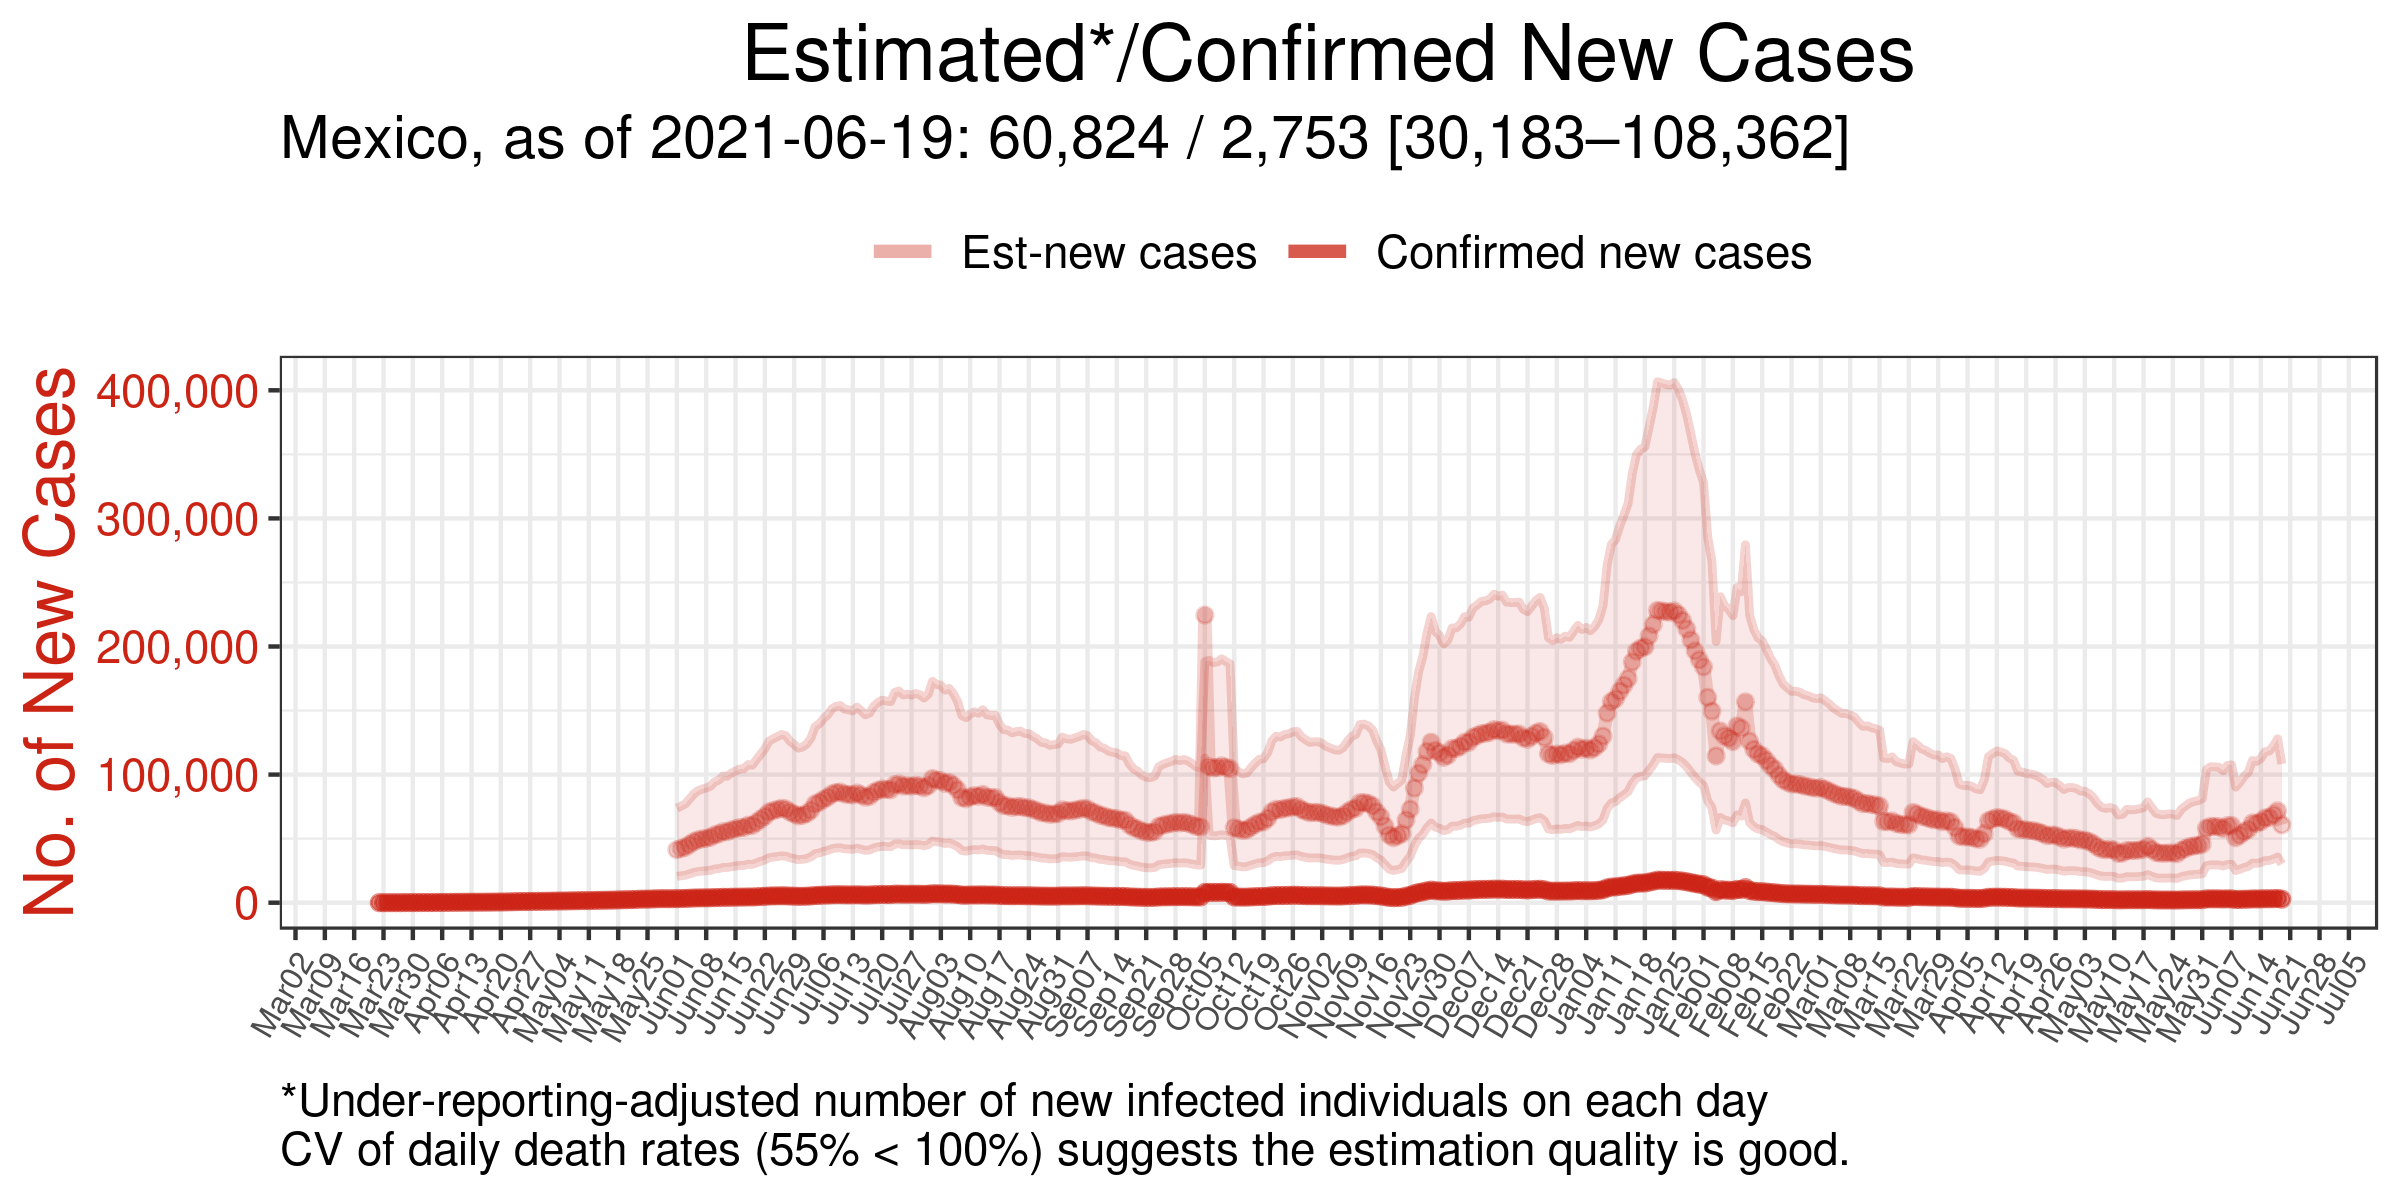 Estimated*/Confirmed New Cases
Mexico, as of 2021-06-19: 60,824 / 2,753 [30,183–108,362]
Est-new cases
Confirmed new cases
No. of New Cases
400,000
300,000
200,000
100,000
0
Mar02
Mar09
Mar16
Mar23
Mar30
Apr06
Apr13
Apr20
Apr27
May04
May11
May18
May25
Jun01
Jun08
Jun15
Jun22
Jun29
Jul06
Jul13
Jul20
Jul27
Aug03
Aug10
Aug17
Aug24
Aug31
Sep07
Sep14
Sep21
Sep28
Oct05
Oct12
Oct19
Oct26
Nov02
Nov09
Nov16
Nov23
Nov30
Dec07
Dec14
Dec21
Dec28
Jan04
Jan11
Jan18
Jan25
Feb01
Feb08
Feb15
Feb22
Mar01
Mar08
Mar15
Mar22
Mar29
Apr05
Apr12
Apr19
Apr26
May03
May10
May17
May24
May31
Jun07
Jun14
Jun21
Jun28
Jul05
*Under-reporting-adjusted number of new infected individuals on each day
CV of daily death rates (55% < 100%) suggests the estimation quality is good.